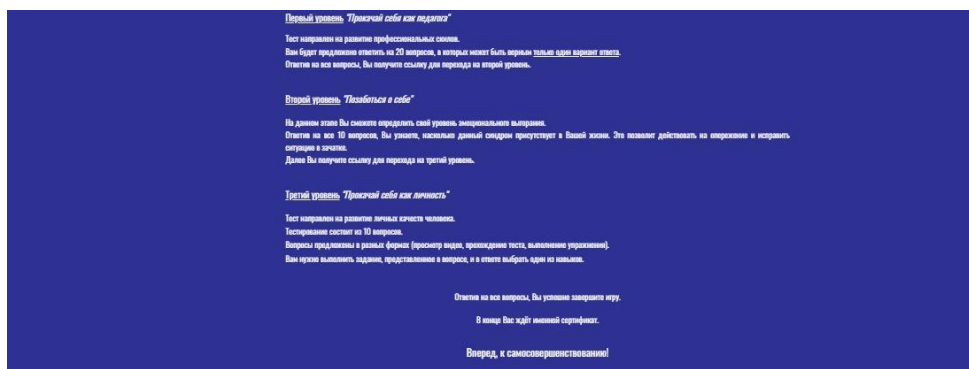 Первый уровень "Прокачай себя как педагога"
Тест направлен на развитие профессиональных скилов.
Вам будет предложено ответить на 20 вопросов, в которых может быть верным только один вариант ответа.
Ответив на все вопросы, Вы получите ссылку для перехода на второй уровень.
Второй уровень "Позаботься о себе"
На данном этапе Вы сможете определить свой уровень эмоционального выгорания.
Ответив на все 10 вопросов, Вы узнаете, насколько данный синдром присутствует в Вашей жизни. Это позволит действовать на опережение и исправить
ситуацию в зачатке.
Далее Вы получите ссылку для перехода на третий уровень.
Третий уровень "Прокачай себя как личность"
Тест направлен на развитие личных качеств человека.
Тестирование состоит из 10 вопросов.
Вопросы предложены в разных формах (просмотр видео, прохождение теста, выполнение упражнения).
Вам нужно выполнить задание, представленное в вопросе, и в ответе выбрать один из навыков.
Ответив на все вопросы, Вы успешно завершите игру.
В конце Вас ждёт именной сертификат.
Вперед, к самосовершенствованию!